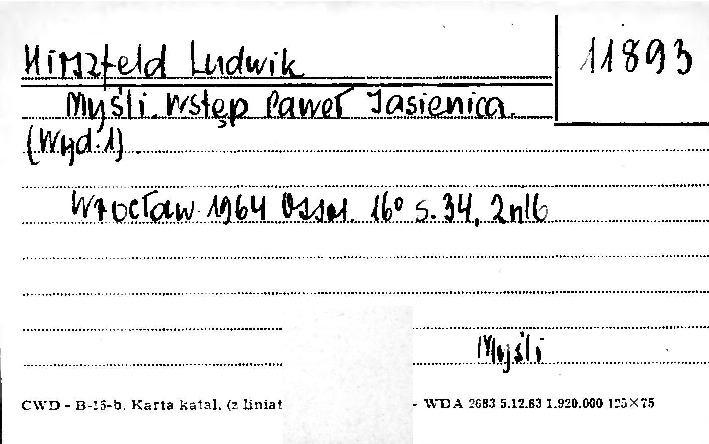 Hirszfeld Ludwik
11893
Myśli. Wstęp Paweł Jasienica.
(Wyd. 1).
Wrocław 1964 Ossol. 16° s. 34, 2nlb
Myśli
CWD - B-15-b. Karta katal. (z liniat
- WDA 2683 5.12.63 1.920.000 125×75